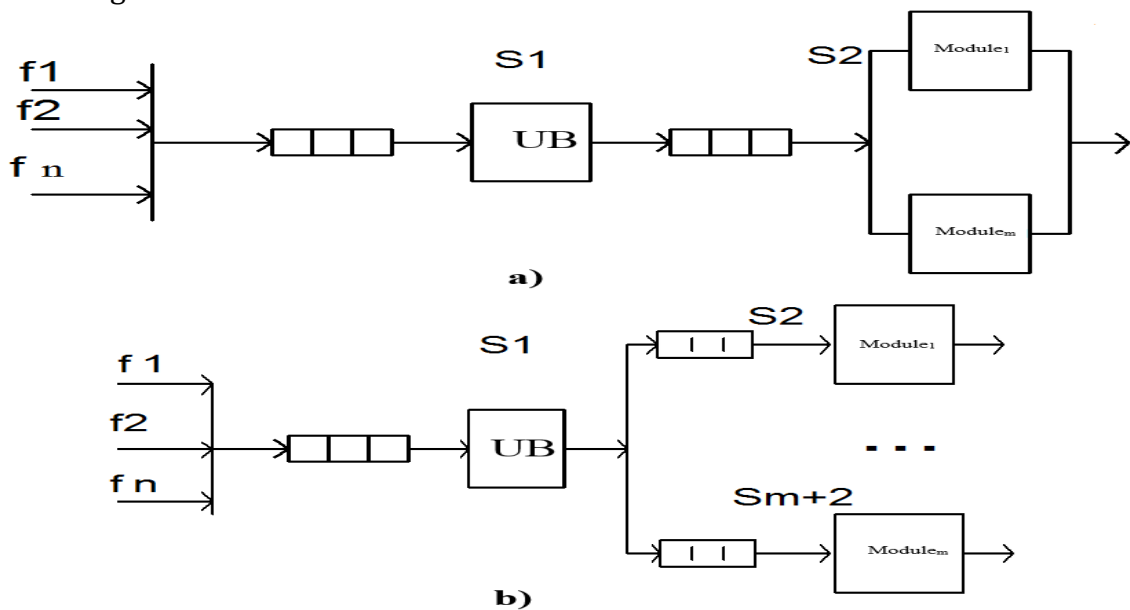 S1
S2
Module₁
f1
f2
f n
UB
Moduleₘ
a)
S1
S2
Module₁
f 1
f2
f n
UB
- - -
Sm+2
Moduleₘ
b)